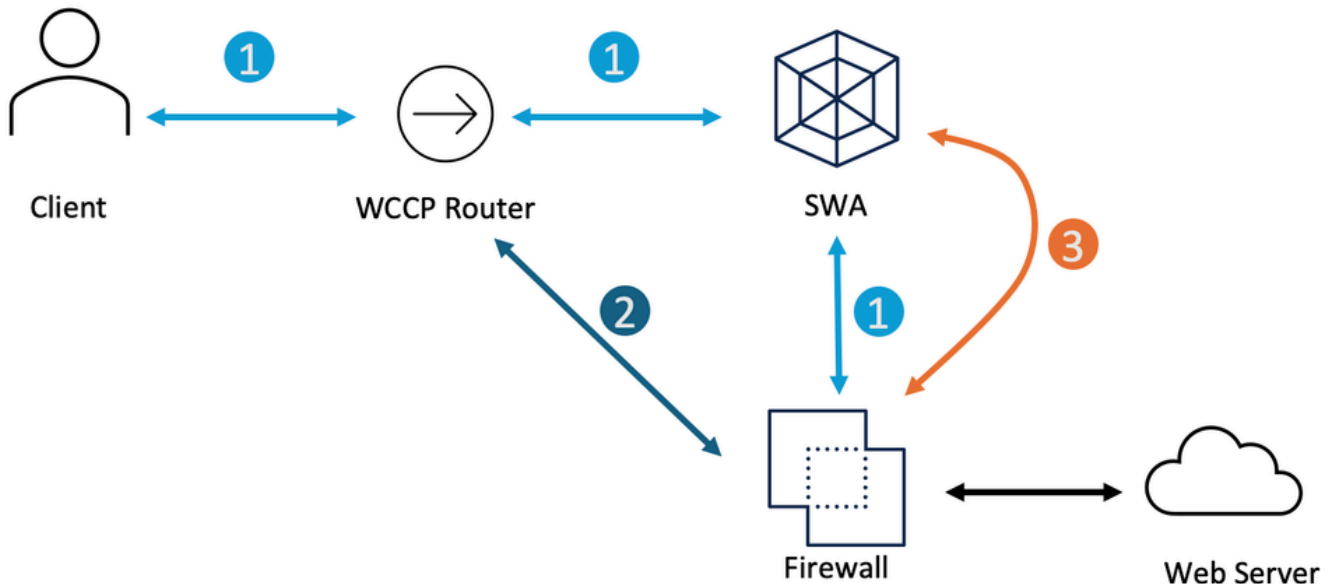 1
1
Client
WCCP Router
SWA
3
2
1
Firewall
Web Server